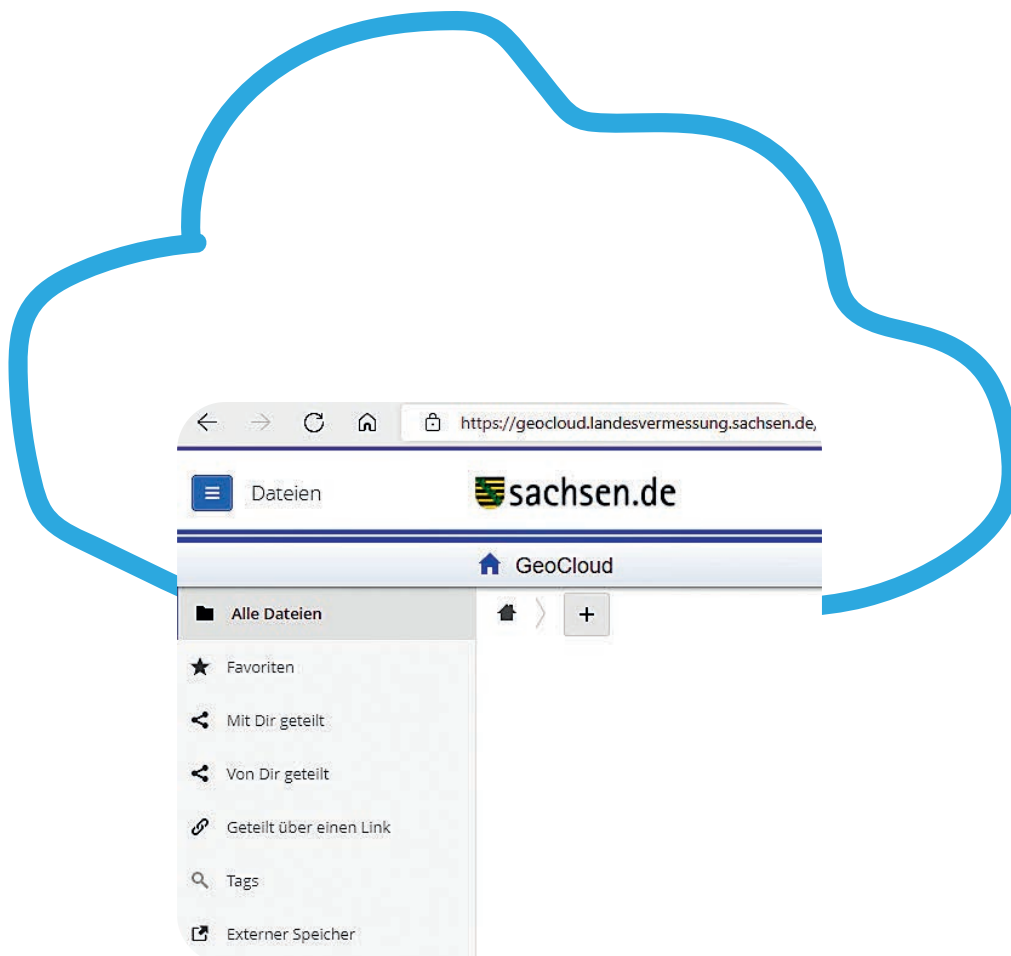 https://geocloud.landesvermessung.sachsen.de,
Dateien
sachsen.de
GeoCloud
Alle Dateien
+
Favoriten
Mit Dir geteilt
Von Dir geteilt
Geteilt über einen Link
Tags
Externer Speicher